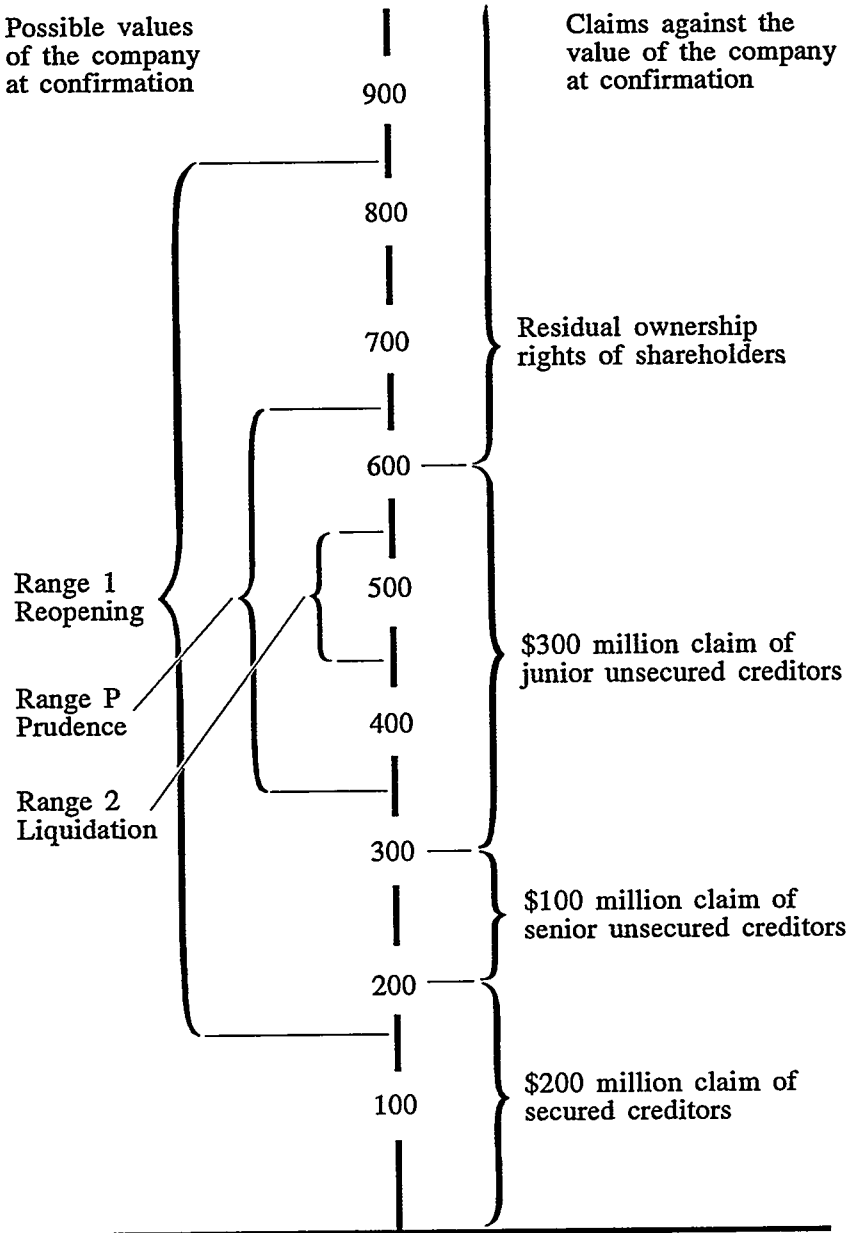 Possible values
of the company
at confirmation
Claims against the
value of the company
at confirmation
900
800
700
Residual ownership
rights of shareholders
600
500
Range 1
Reopening
$300 million claim of
junior unsecured creditors
Range P
Prudence
400
Range 2
Liquidation
300
$100 million claim of
senior unsecured creditors
200
100
$200 million claim of
secured creditors